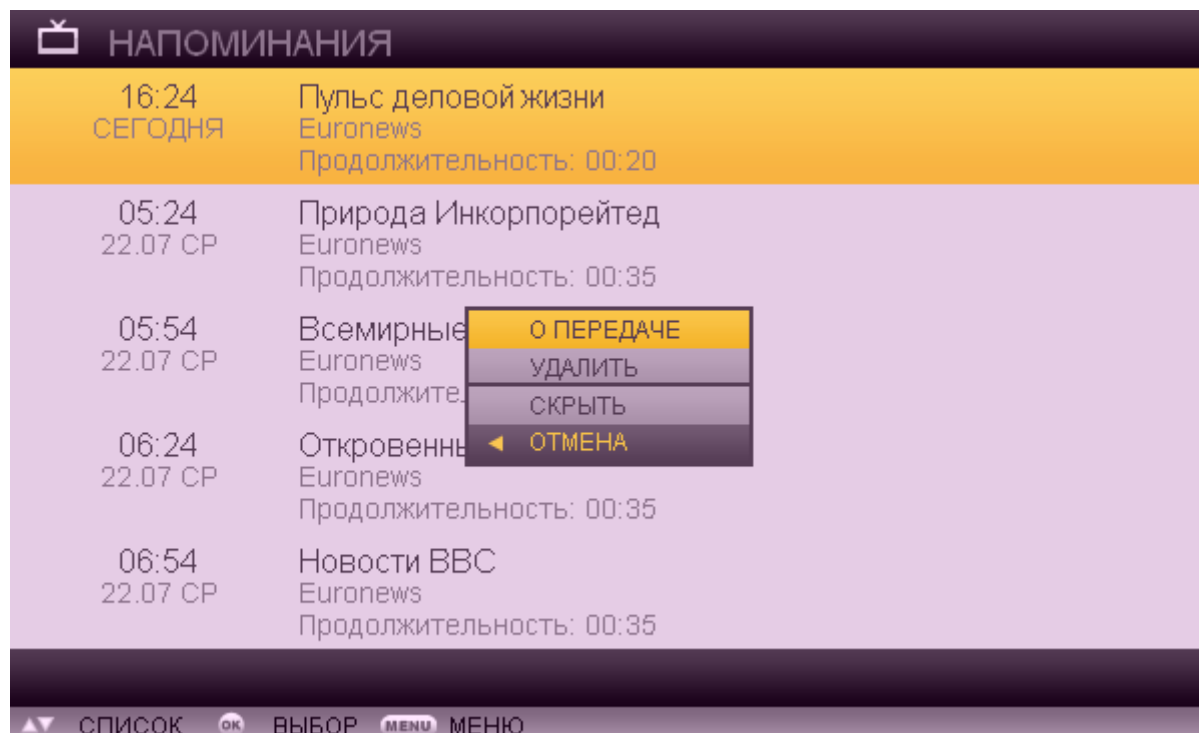 НАПОМИНАНИЯ
16:24 Пульс деловой жизни
СЕГОДНЯ Euronews
Продолжительность: 00:20
05:24 Природа Инкорпорейтед
22.07 СР Euronews
Продолжительность: 00:35
05:54 Всемирные
22.07 СР Euronews
О ПЕРЕДАЧЕ
УДАЛИТЬ
СКРЫТЬ
ОТМЕНА
06:24
22.07 СР Euronews
Продолжительность: 00:35
06:54 Новости BBC
22.07 СР Euronews
Продолжительность: 00:35
СПИСОК OK ВЫБОР MENU МЕНЮ